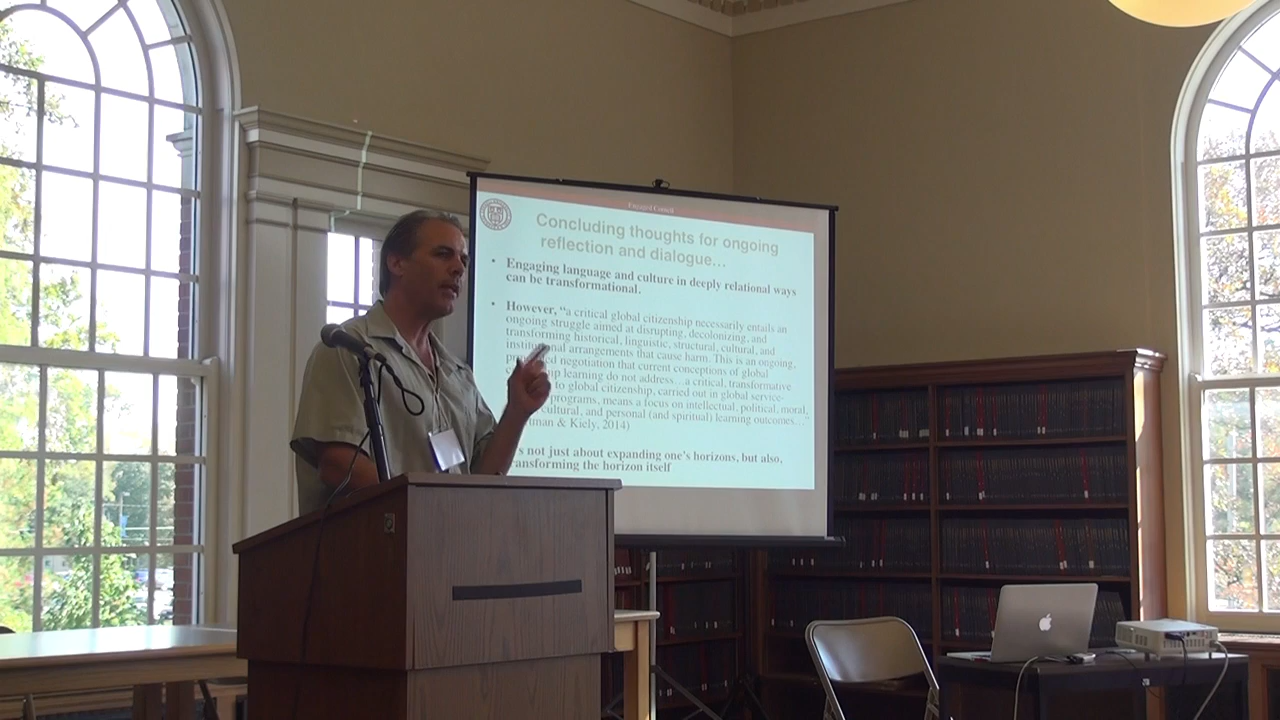 Engaged Cornell
Concluding thoughts for ongoing
reflection and dialogue…
• Engaging language and culture in deeply relational ways
can be transformational.
• However, “a critical global citizenship necessarily entails an
ongoing struggle aimed at disrupting, decolonizing, and
transforming historical, linguistic, structural, cultural, and
arrangements that cause harm. This is an ongoing,
negotiation that current conceptions of global
learning do not address…a critical, transformative
to global citizenship, carried out in global service-
programs, means a focus on intellectual, political, moral,
cultural, and personal (and spiritual) learning outcomes…”
& Kiely, 2014)
not just about expanding one’s horizons, but also,
the horizon itself